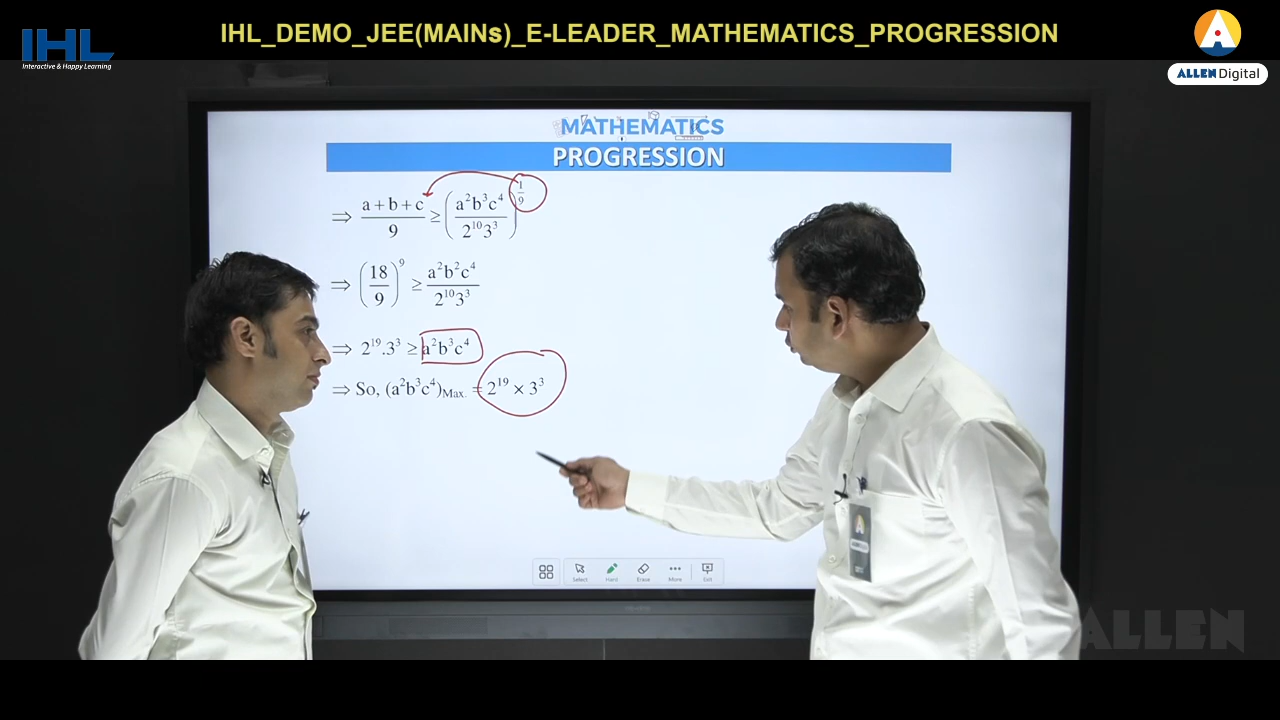 IHL_DEMO_JEE(MAINs)_E-LEADER_MATHEMATICS_PROGRESSION
IHL
Interactive & Happy Learning
ALLEN Digital
MATHEMATICS
PROGRESSION
⇒ (a + b + c)/9 ≥ (a²b³c⁴/2¹⁰3³)^(1/9)
⇒ (18/9)⁹ ≥ a²b²c⁴/2¹⁰3³
⇒ 2¹⁹.3³ ≥ a²b³c⁴
⇒ So, (a²b³c⁴)Max. = 2¹⁹ × 3³
Select Hard Erase More Exit
ALLEN